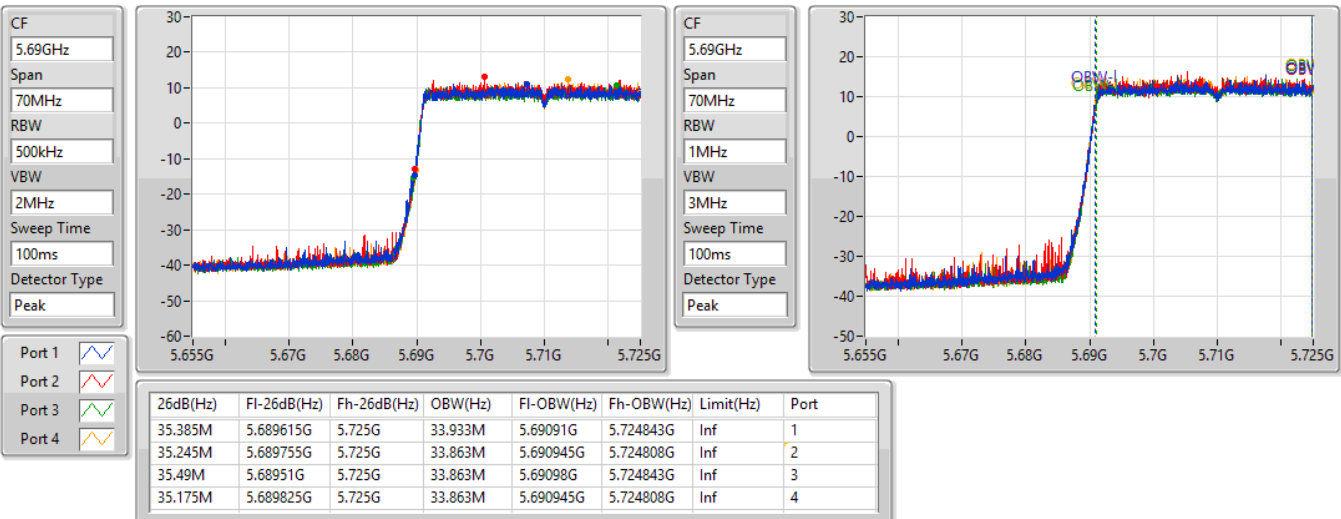 CF
5.69GHz
Span
70MHz
RBW
500kHz
VBW
2MHz
Sweep Time
100ms
Detector Type
Peak
30
20
10
0
-10
-20
-30
-40
-50
-60
5.655G 5.67G 5.68G 5.69G 5.7G 5.71G 5.725G
CF
5.69GHz
Span
70MHz
RBW
1MHz
VBW
3MHz
Sweep Time
100ms
Detector Type
Peak
30
20
10
0
-10
-20
-30
-40
-50
OBW-l
5.655G 5.67G 5.68G 5.69G 5.7G 5.71G 5.725G
Port 1
Port 2
Port 3
Port 4
26dB(Hz) Fl-26dB(Hz) Fh-26dB(Hz) OBW(Hz) Fl-OBW(Hz) Fh-OBW(Hz) Limit(Hz) Port
35.385M 5.689615G 5.725G 33.933M 5.69091G 5.724843G Inf 1
35.245M 5.689755G 5.725G 33.863M 5.690945G 5.724808G Inf 2
35.49M 5.68951G 5.725G 33.863M 5.69098G 5.724843G Inf 3
35.175M 5.689825G 5.725G 33.863M 5.690945G 5.724808G Inf 4